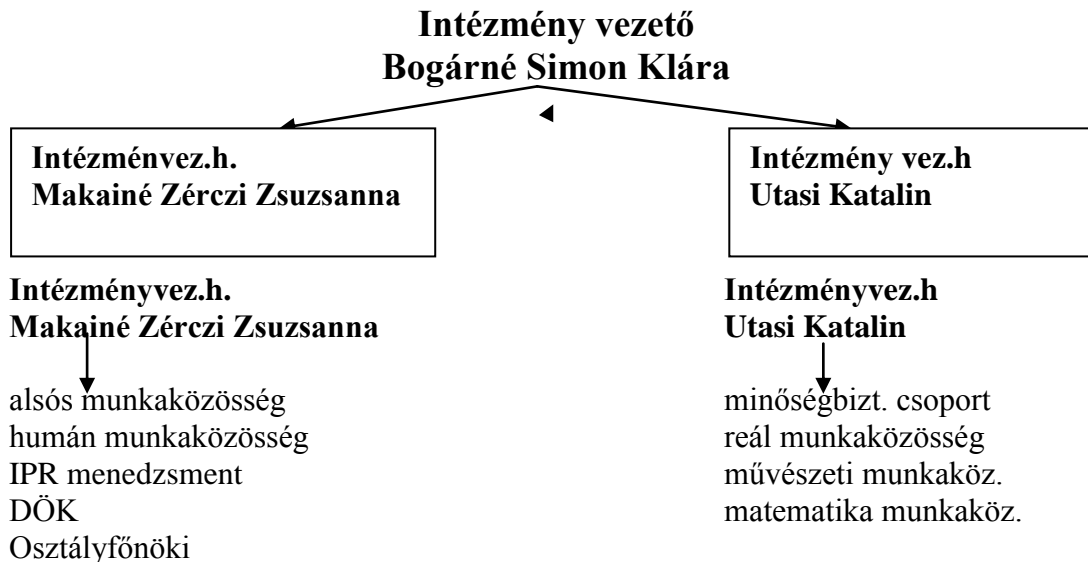 Intézmény vezető
Bogárné Simon Klára
Intézménvez.h.
Makainé Zérczi Zsuzsanna
Intézmény vez.h
Utasi Katalin
Intézményvez.h.
Makainé Zérczi Zsuzsanna
alsós munkaközösség
humán munkaközösség
IPR menedzsment
DÖK
Osztályfőnöki
Intézményvez.h
Utasi Katalin
minőségbizt. csoport
reál munkaközösség
művészeti munkaköz.
matematika munkaköz.